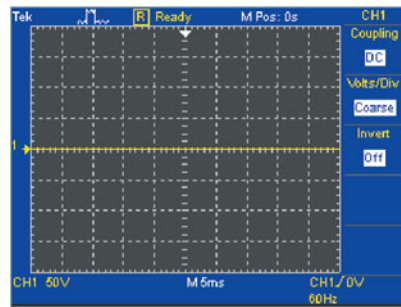 Tek R Ready M Pos: 0s CH1
Coupling
DC
Volts/Div
Coarse
Invert
Off
1
CH1 50V M 5ms CH1 / 0V
60Hz